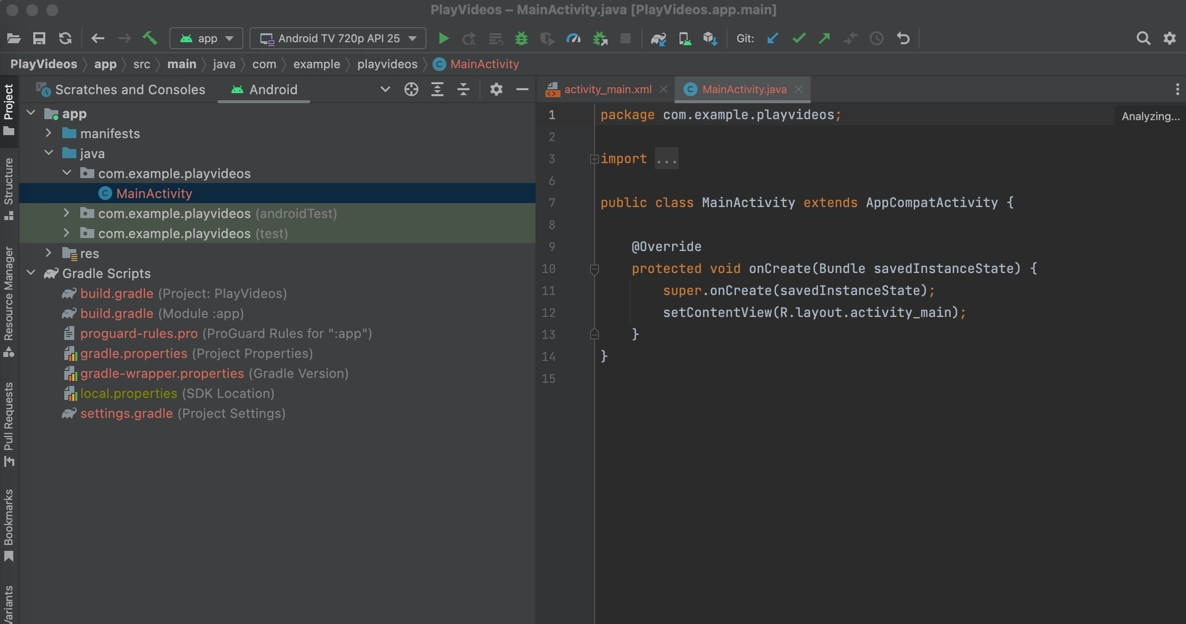 PlayVideos – MainActivity.java [PlayVideos.app.main]
app
Android TV 720p API 25
Git:
PlayVideos
app
src
main
java
com
example
playvideos
MainActivity
Project
Structure
Resource Manager
Pull Requests
Bookmarks
Scratches and Consoles
Android
app
manifests
java
com.example.playvideos
MainActivity
com.example.playvideos (androidTest)
com.example.playvideos (test)
res
Gradle Scripts
build.gradle (Project: PlayVideos)
build.gradle (Module :app)
proguard-rules.pro (ProGuard Rules for ":app")
gradle.properties (Project Properties)
gradle-wrapper.properties (Gradle Version)
local.properties (SDK Location)
settings.gradle (Project Settings)
activity_main.xml
MainActivity.java
Analyzing...
1 package com.example.playvideos;
2
3 import ...
6
7 public class MainActivity extends AppCompatActivity {
8
9 @Override
10 protected void onCreate(Bundle savedInstanceState) {
11 super.onCreate(savedInstanceState);
12 setContentView(R.layout.activity_main);
13 }
14 }
15